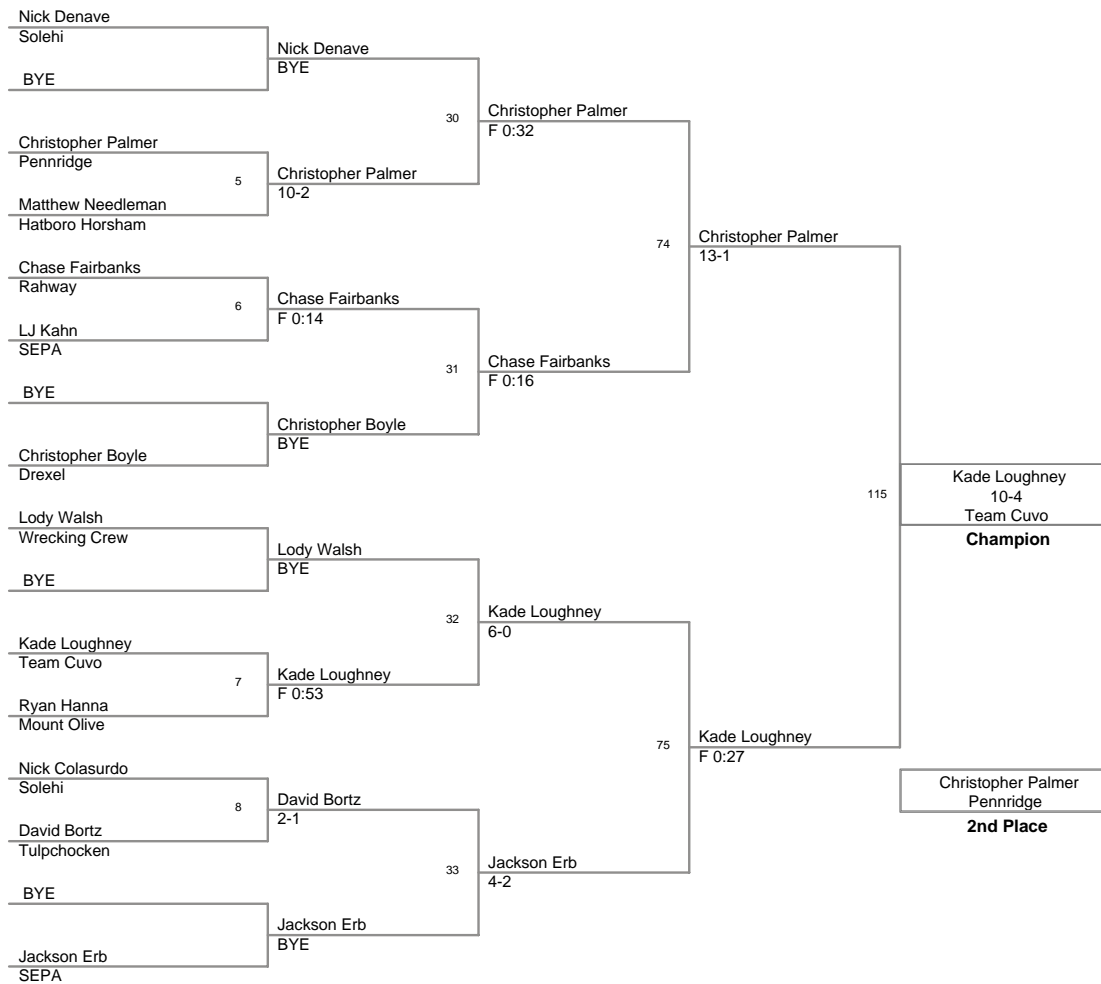 Nick Denave
Solehi
BYE
Christopher Palmer
Pennridge
Matthew Needleman
Hatboro Horsham
Chase Fairbanks
Rahway
LJ Kahn
SEPA
BYE
Christopher Boyle
Drexel
Lody Walsh
Wrecking Crew
BYE
Kade Loughney
Team Cuvo
Ryan Hanna
Mount Olive
Nick Colasurdo
Solehi
David Bortz
Tulpchocken
BYE
Jackson Erb
SEPA
5
6
7
8
Nick Denave
BYE
Christopher Palmer
10-2
Chase Fairbanks
F 0:14
Christopher Boyle
BYE
Lody Walsh
BYE
Kade Loughney
F 0:53
David Bortz
2-1
Jackson Erb
BYE
30
31
32
33
Christopher Palmer
F 0:32
Chase Fairbanks
F 0:16
Kade Loughney
6-0
Jackson Erb
4-2
74
75
Christopher Palmer
13-1
Kade Loughney
F 0:27
115
Kade Loughney
10-4
Team Cuvo
Champion
Christopher Palmer
Pennridge
2nd Place